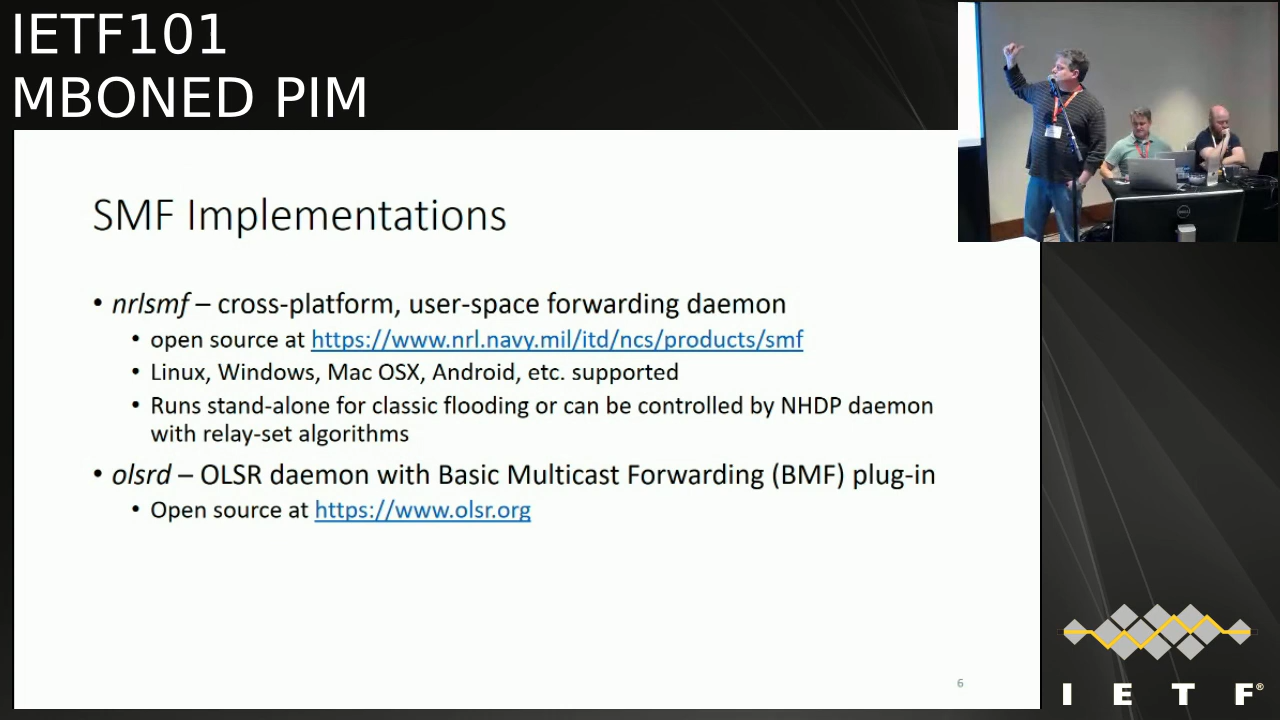 IETF101
MBONED PIM
SMF Implementations
• nrlsmf – cross-platform, user-space forwarding daemon
• open source at https://www.nrl.navy.mil/itd/ncs/products/smf
• Linux, Windows, Mac OSX, Android, etc. supported
• Runs stand-alone for classic flooding or can be controlled by NHDP daemon
with relay-set algorithms
• olsrd – OLSR daemon with Basic Multicast Forwarding (BMF) plug-in
• Open source at https://www.olsr.org
6
DELL
I E T F®